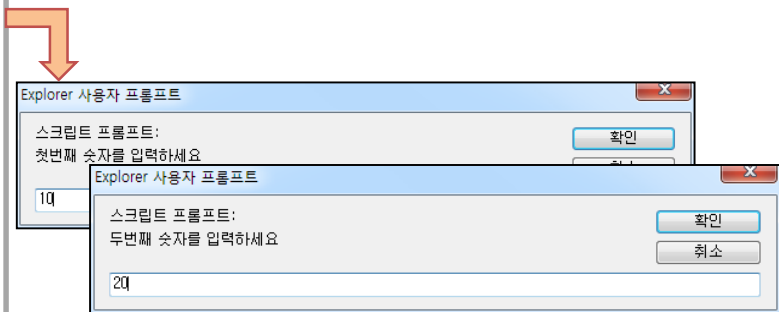 Explorer 사용자 프롬프트
스크립트 프롬프트:
첫번째 숫자를 입력하세요
확인
10
Explorer 사용자 프롬프트
스크립트 프롬프트:
두번째 숫자를 입력하세요
확인
취소
20